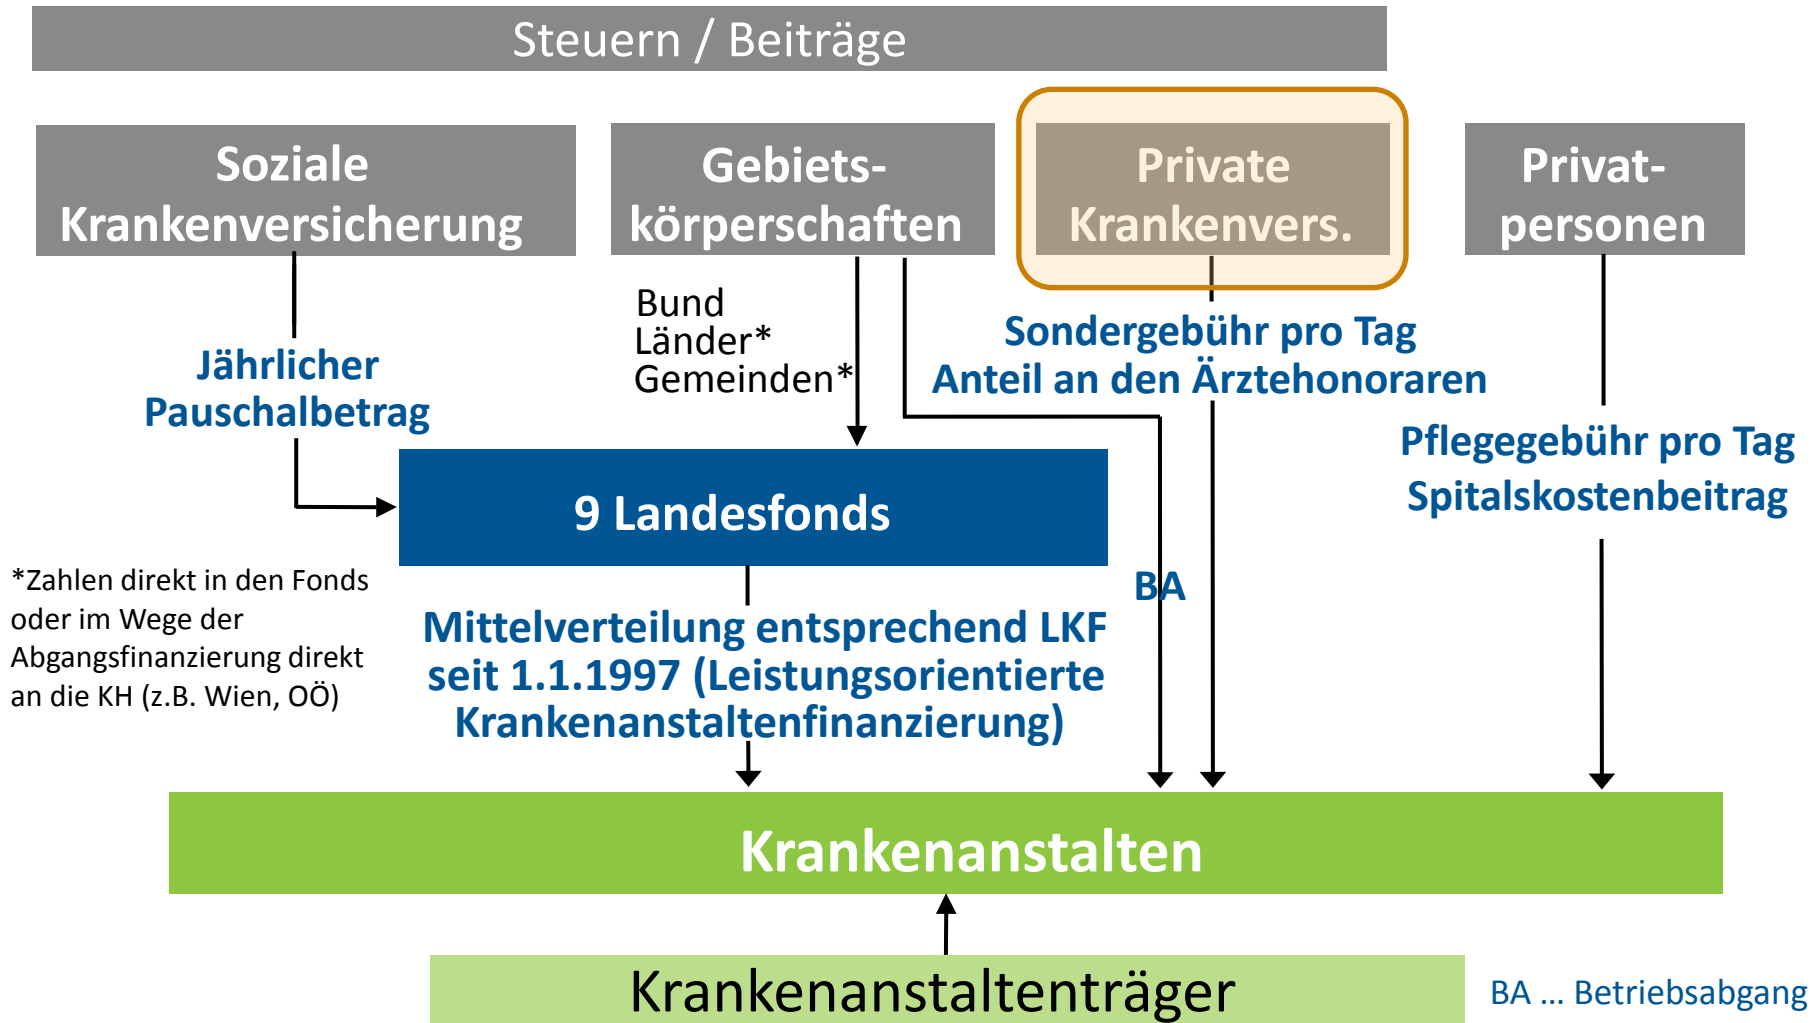 Steuern / Beiträge
Soziale
Krankenversicherung
Gebiets-
körperschaften
Private
Krankenvers.
Privat-
personen
Bund
Länder*
Gemeinden*
Sondergebühr pro Tag
Anteil an den Ärztehonoraren
Jährlicher
Pauschalbetrag
Pflegegebühr pro Tag
Spitalskostenbeitrag
9 Landesfonds
*Zahlen direkt in den Fonds
oder im Wege der
Abgangsfinanzierung direkt
an die KH (z.B. Wien, OÖ)
BA
Mittelverteilung entsprechend LKF
seit 1.1.1997 (Leistungsorientierte
Krankenanstaltenfinanzierung)
Krankenanstalten
Krankenanstaltenträger
BA ... Betriebsabgang